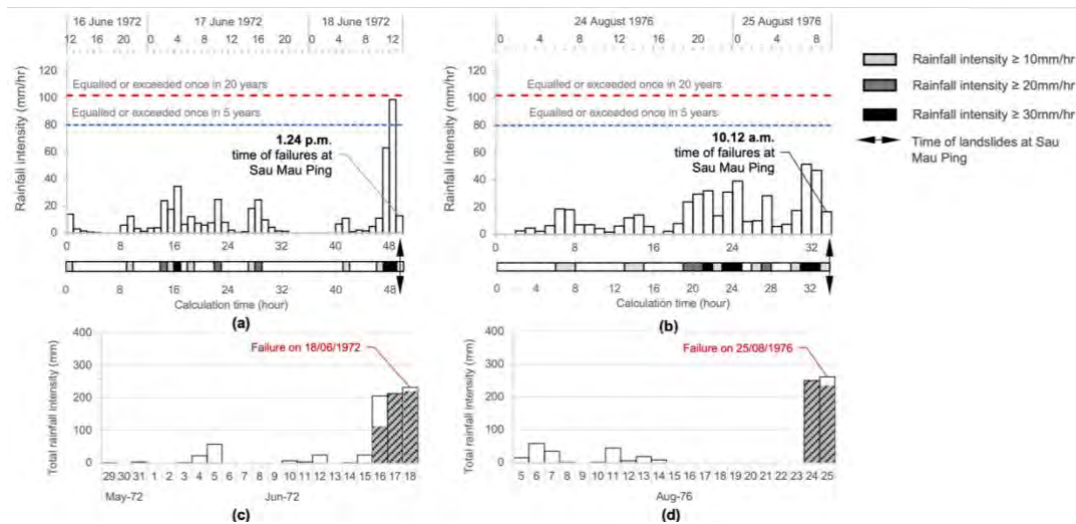 16 June 1972 17 June 1972 18 June 1972
12 16 20 0 4 8 12 16 20 0 4 8 12
Rainfall intensity (mm/hr)
120
100
80
60
40
20
0
Equalled or exceeded once in 20 years
Equalled or exceeded once in 5 years
1.24 p.m.
time of failures at
Sau Mau Ping
0 8 16 24 32 40 48
0 8 16 24 32 40 48
Calculation time (hour)
(a)
24 August 1976 25 August 1976
0 4 8 12 16 20 0 4 8
Rainfall intensity (mm/hr)
120
100
80
60
40
20
0
Equalled or exceeded once in 20 years
Equalled or exceeded once in 5 years
10.12 a.m.
time of failures at
Sau Mau Ping
0 8 16 24 32
0 8 16 24 32
Calculation time (hour)
(b)
Rainfall intensity ≥ 10mm/hr
Rainfall intensity ≥ 20mm/hr
Rainfall intensity ≥ 30mm/hr
Time of landslides at Sau
Mau Ping
Total rainfall intensity (mm)
400
300
200
100
0
Failure on 18/06/1972
29 30 31 1 2 3 4 5 6 7 8 9 10 11 12 13 14 15 16 17 18
May-72 Jun-72
(c)
Total rainfall intensity (mm)
400
300
200
100
0
Failure on 25/08/1976
5 6 7 8 9 10 11 12 13 14 15 16 17 18 19 20 21 22 23 24 25
Aug-76
(d)